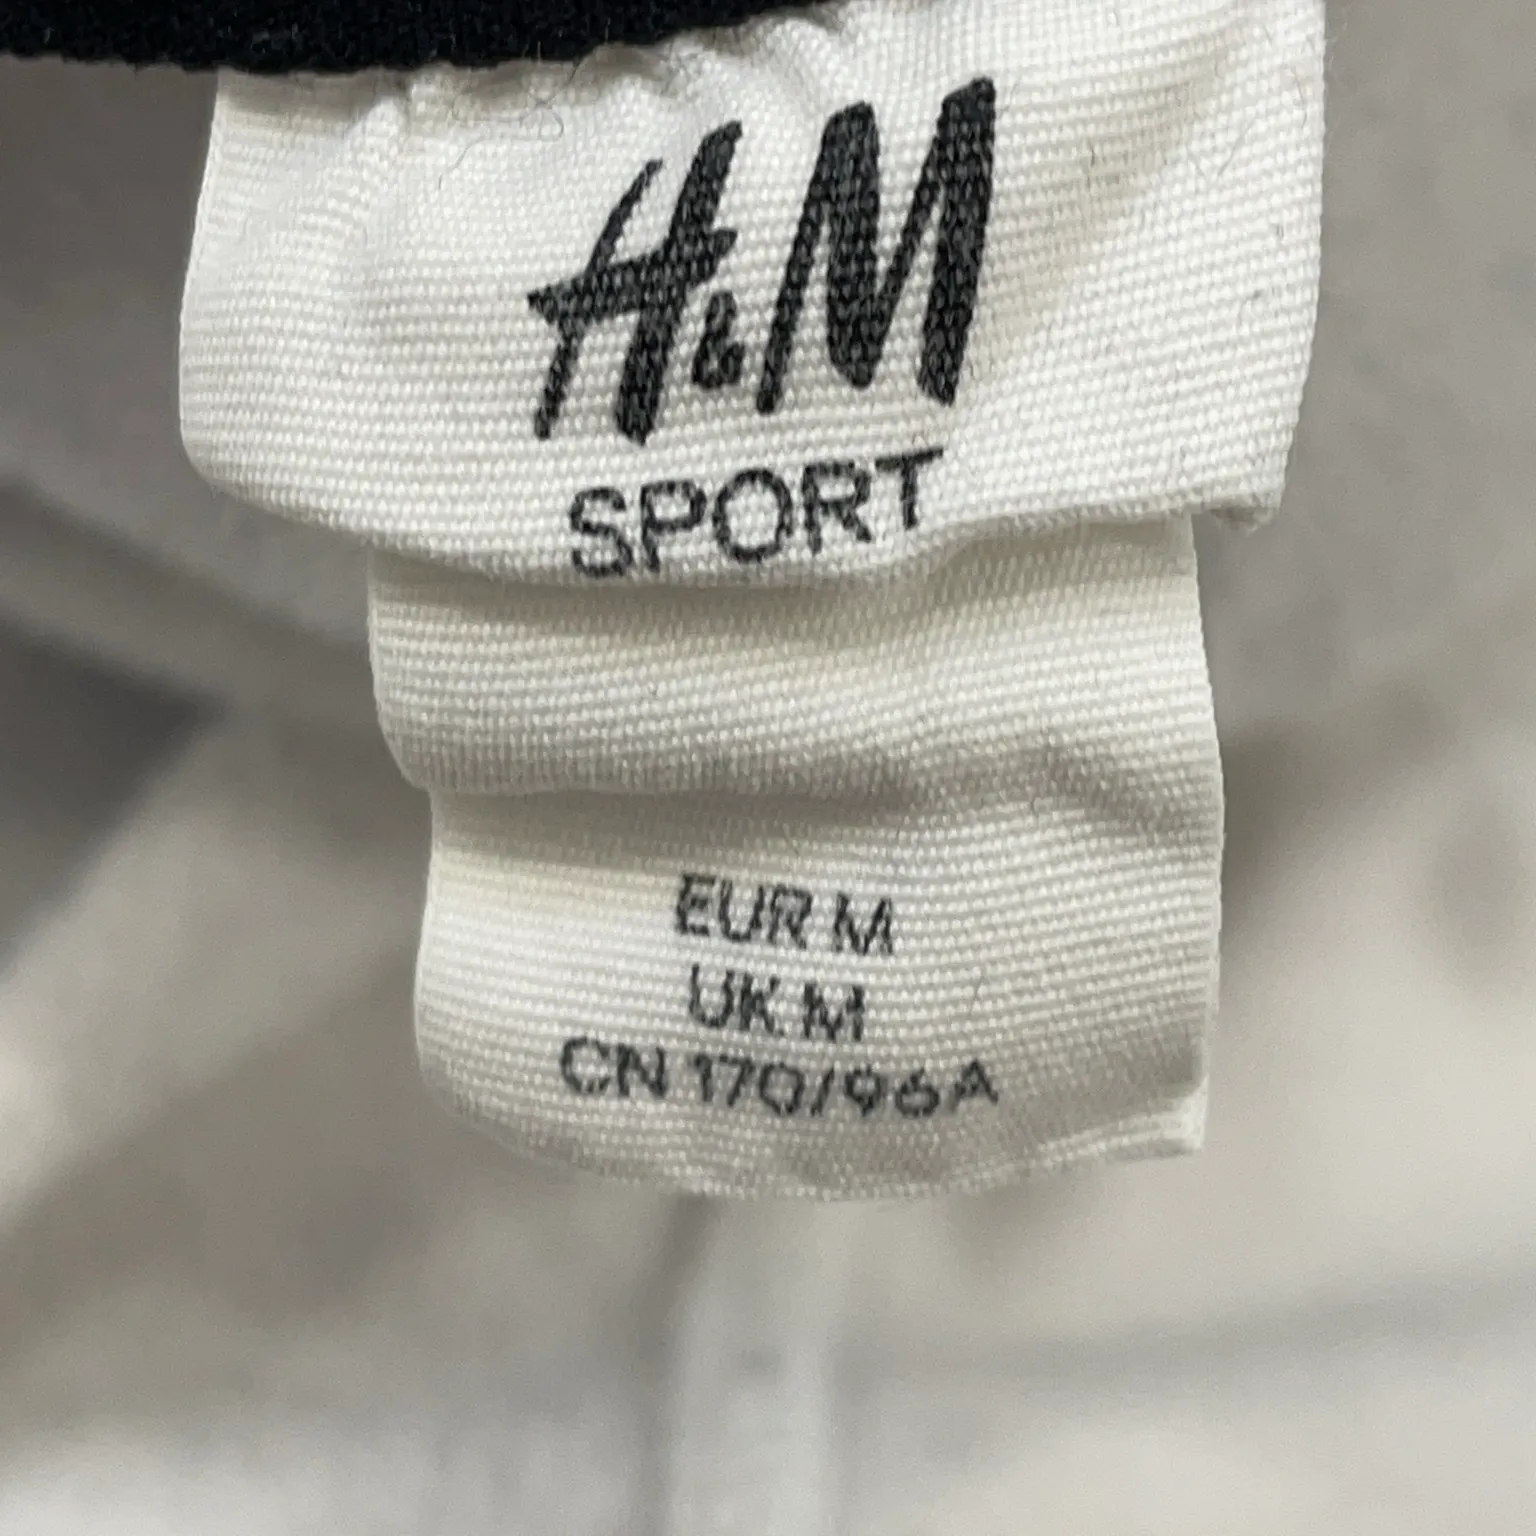 H&M
SPORT
EUR M
UK M
CN 170/96A